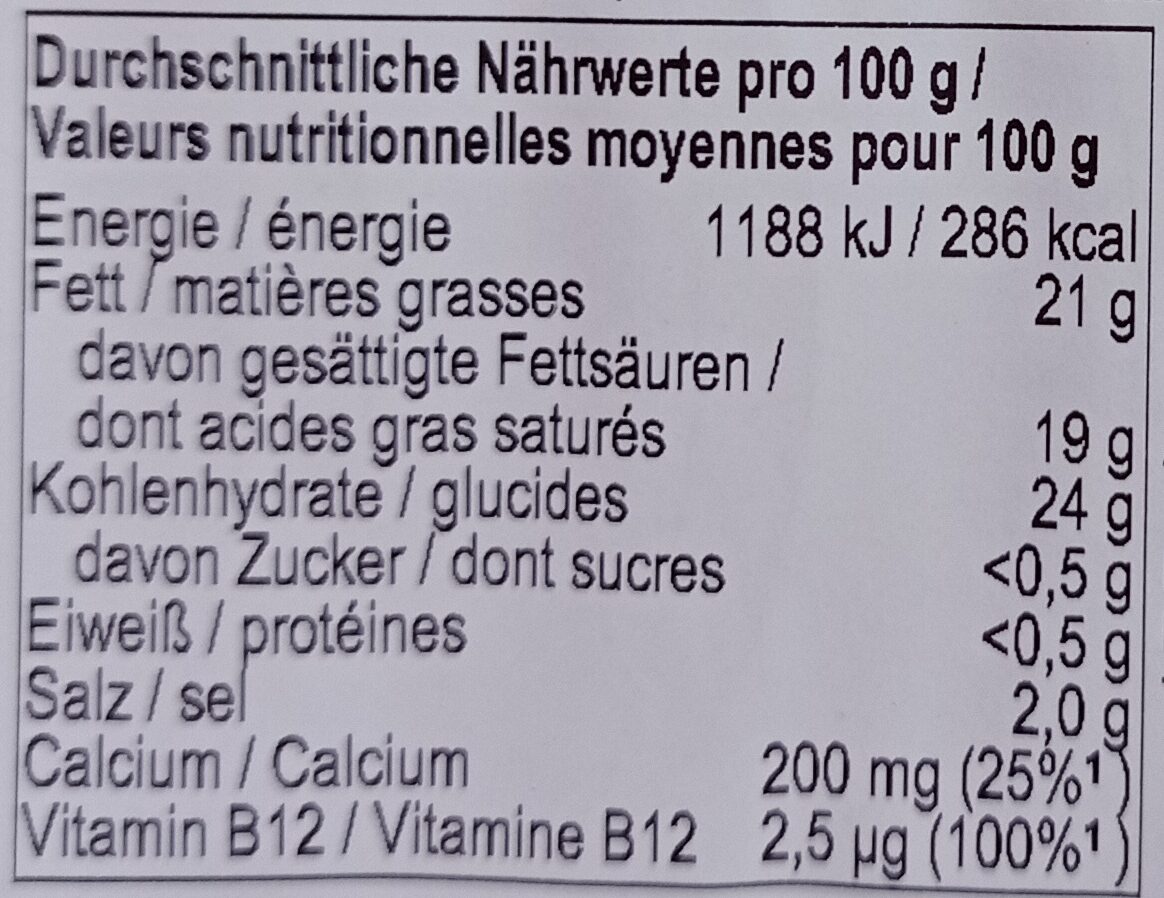 Durchschnittliche Nährwerte pro 100 g /
Valeurs nutritionnelles moyennes pour 100 g
Energie / énergie 1188 kJ / 286 kcal
Fett / matières grasses 21 g
davon gesättigte Fettsäuren /
dont acides gras saturés 19 g
Kohlenhydrate / glucides 24 g
davon Zucker / dont sucres <0,5 g
Eiweiß / protéines <0,5 g
Salz / sel 2,0 g
Calcium / Calcium 200 mg (25%¹)
Vitamin B12 / Vitamine B12 2,5 µg (100%¹)